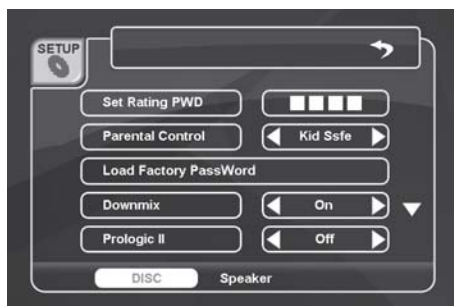 SETUP
Set Rating PWD
Parental Control Kid Ssfe
Load Factory PassWord
Downmix On
Prologic II Off
DISC Speaker